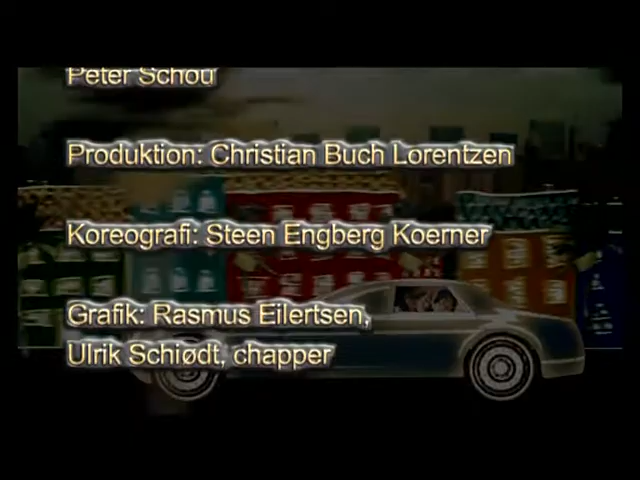 Peter Schou
Produktion: Christian Buch Lorentzen
Koreografi: Steen Engberg Koerner
Grafik: Rasmus Eilertsen,
Ulrik Schiødt, chapper